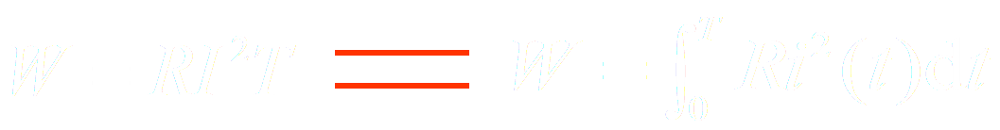 W = RI²T = W = ∫₀ᵀ Ri²(t)dt